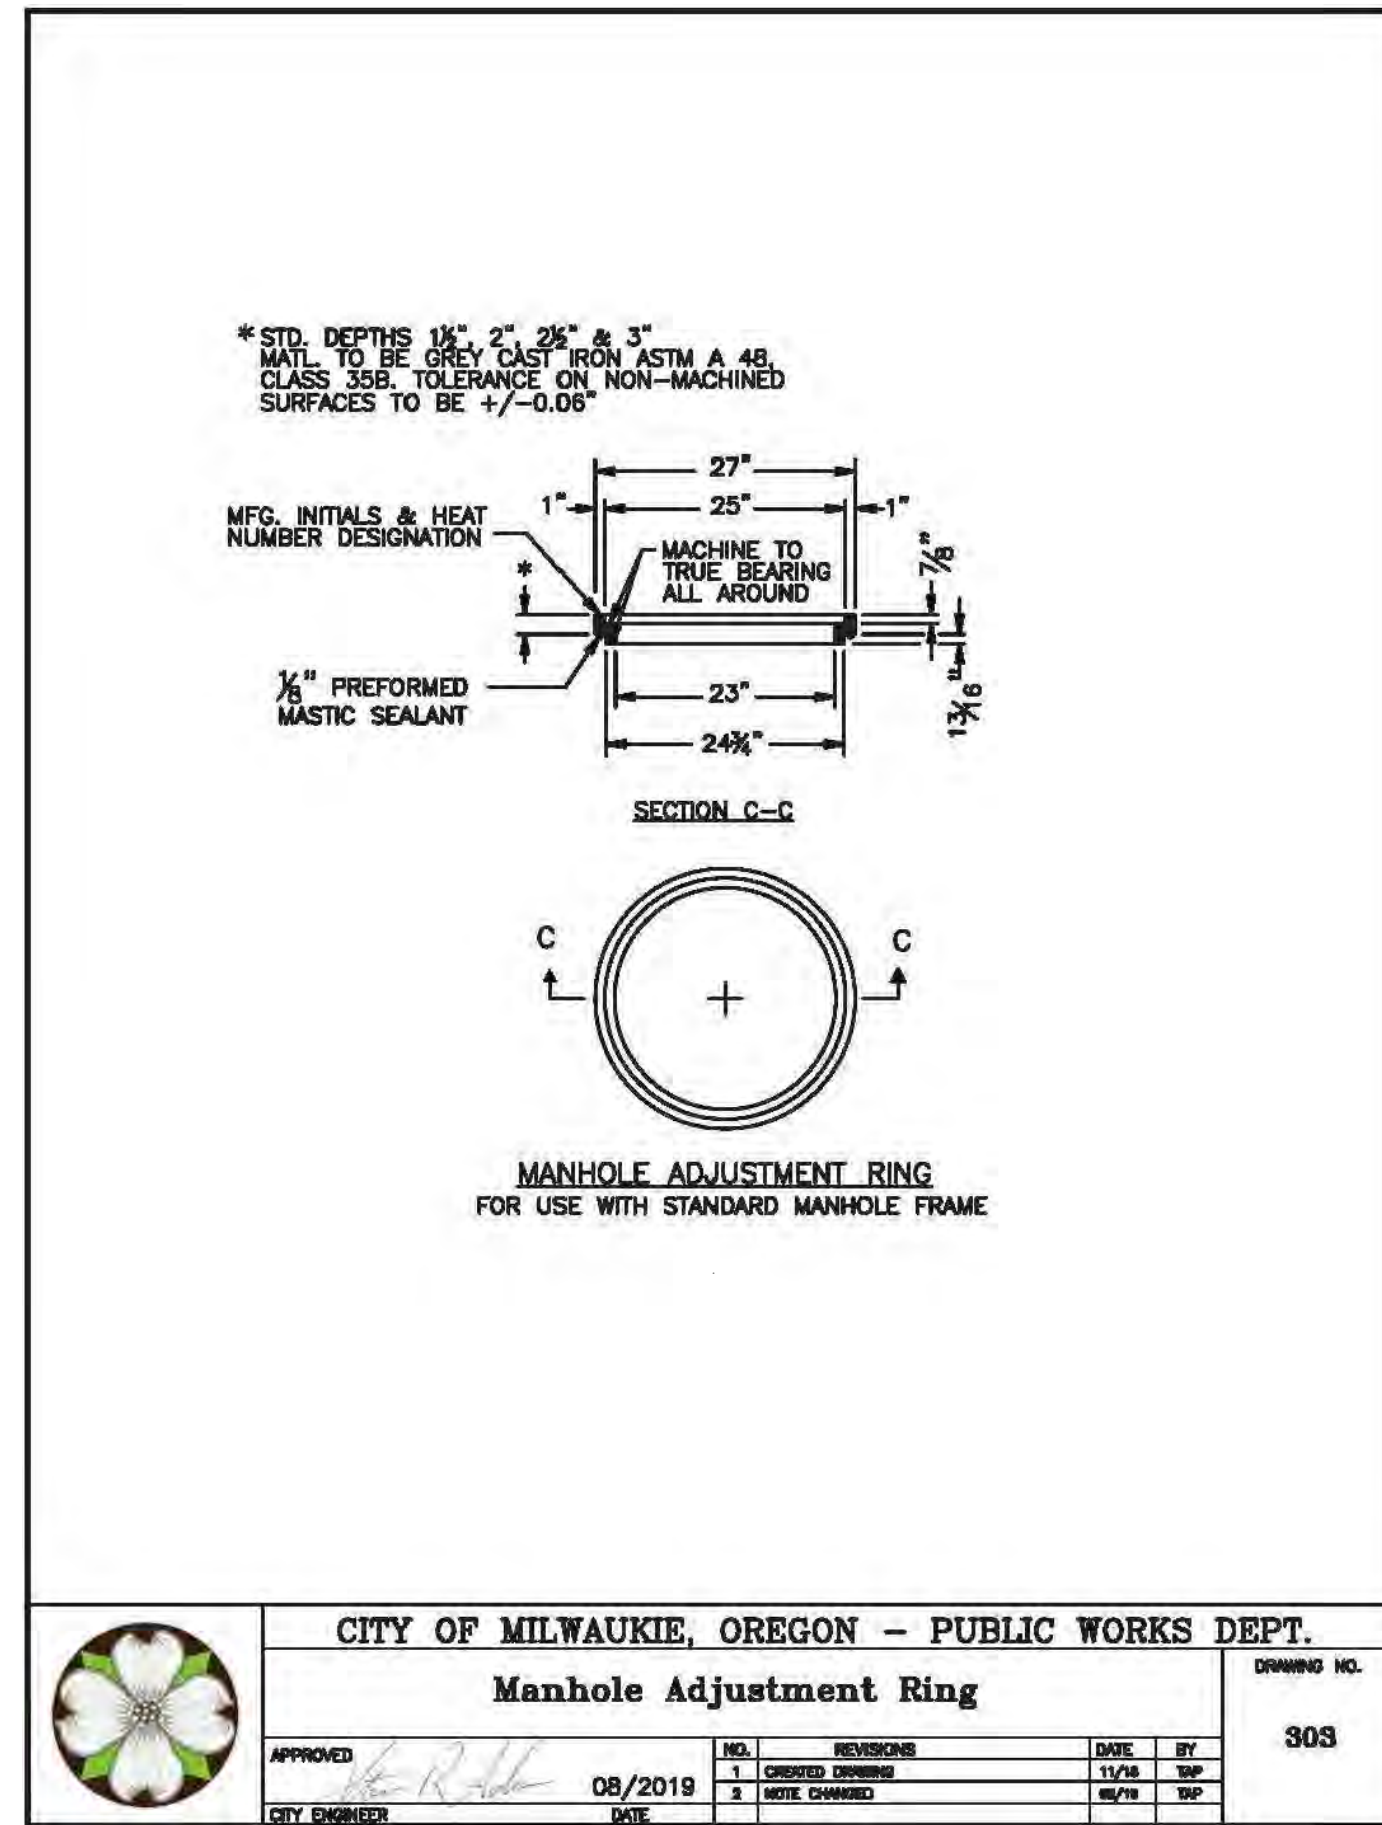 * STD. DEPTHS 1½", 2", 2½" & 3"
MATL. TO BE GREY CAST IRON ASTM A 48,
CLASS 35B. TOLERANCE ON NON-MACHINED
SURFACES TO BE +/-0.06"
27"
1"
25"
1"
MFG. INITIALS & HEAT
NUMBER DESIGNATION
MACHINE TO
TRUE BEARING
ALL AROUND
*
7/8"
1/8" PREFORMED
MASTIC SEALANT
23"
24¾"
13/16"
SECTION C-C
C
C
MANHOLE ADJUSTMENT RING
FOR USE WITH STANDARD MANHOLE FRAME
CITY OF MILWAUKIE, OREGON - PUBLIC WORKS DEPT.
Manhole Adjustment Ring
DRAWING NO.
303
APPROVED
08/2019
CITY ENGINEER
DATE
NO. REVISIONS DATE BY
1 CREATED DRAWING TAP
2 NOTE CHANGED TAP